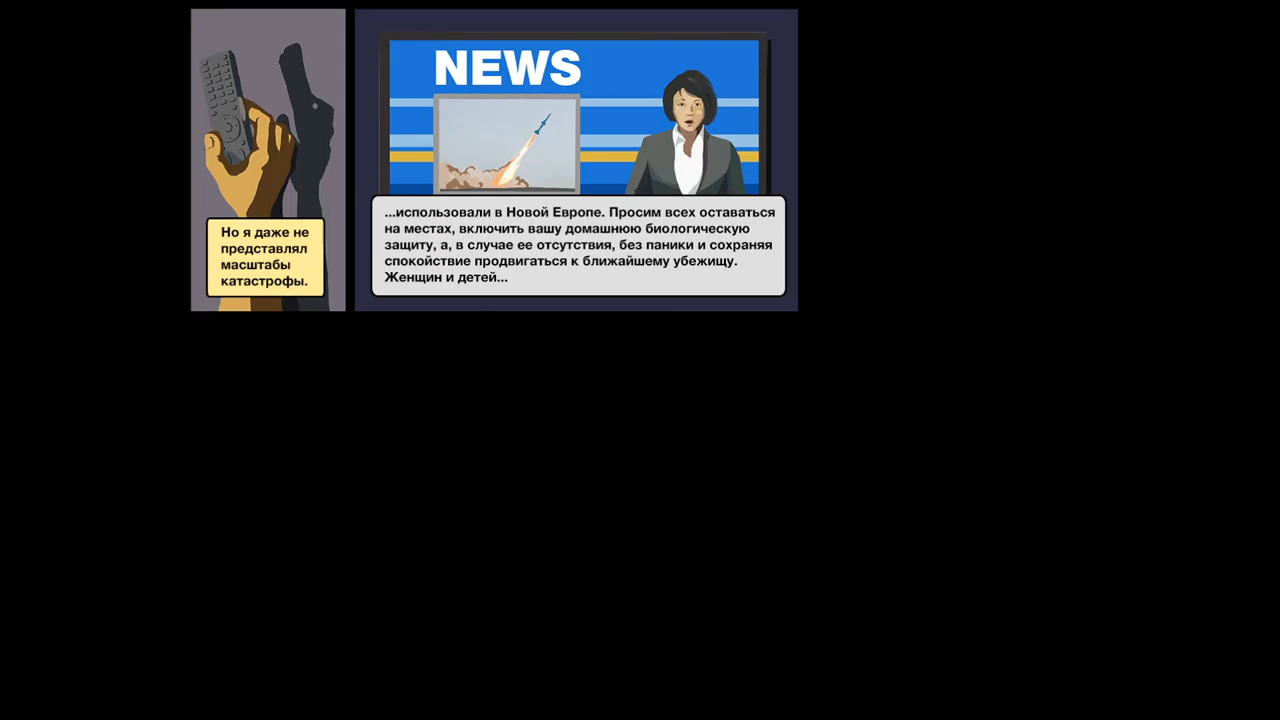 Но я даже не
представлял
масштабы
катастрофы.
NEWS
...использовали в Новой Европе. Просим всех оставаться
на местах, включить вашу домашнюю биологическую
защиту, а, в случае ее отсутствия, без паники и сохраняя
спокойствие продвигаться к ближайшему убежищу.
Женщин и детей...